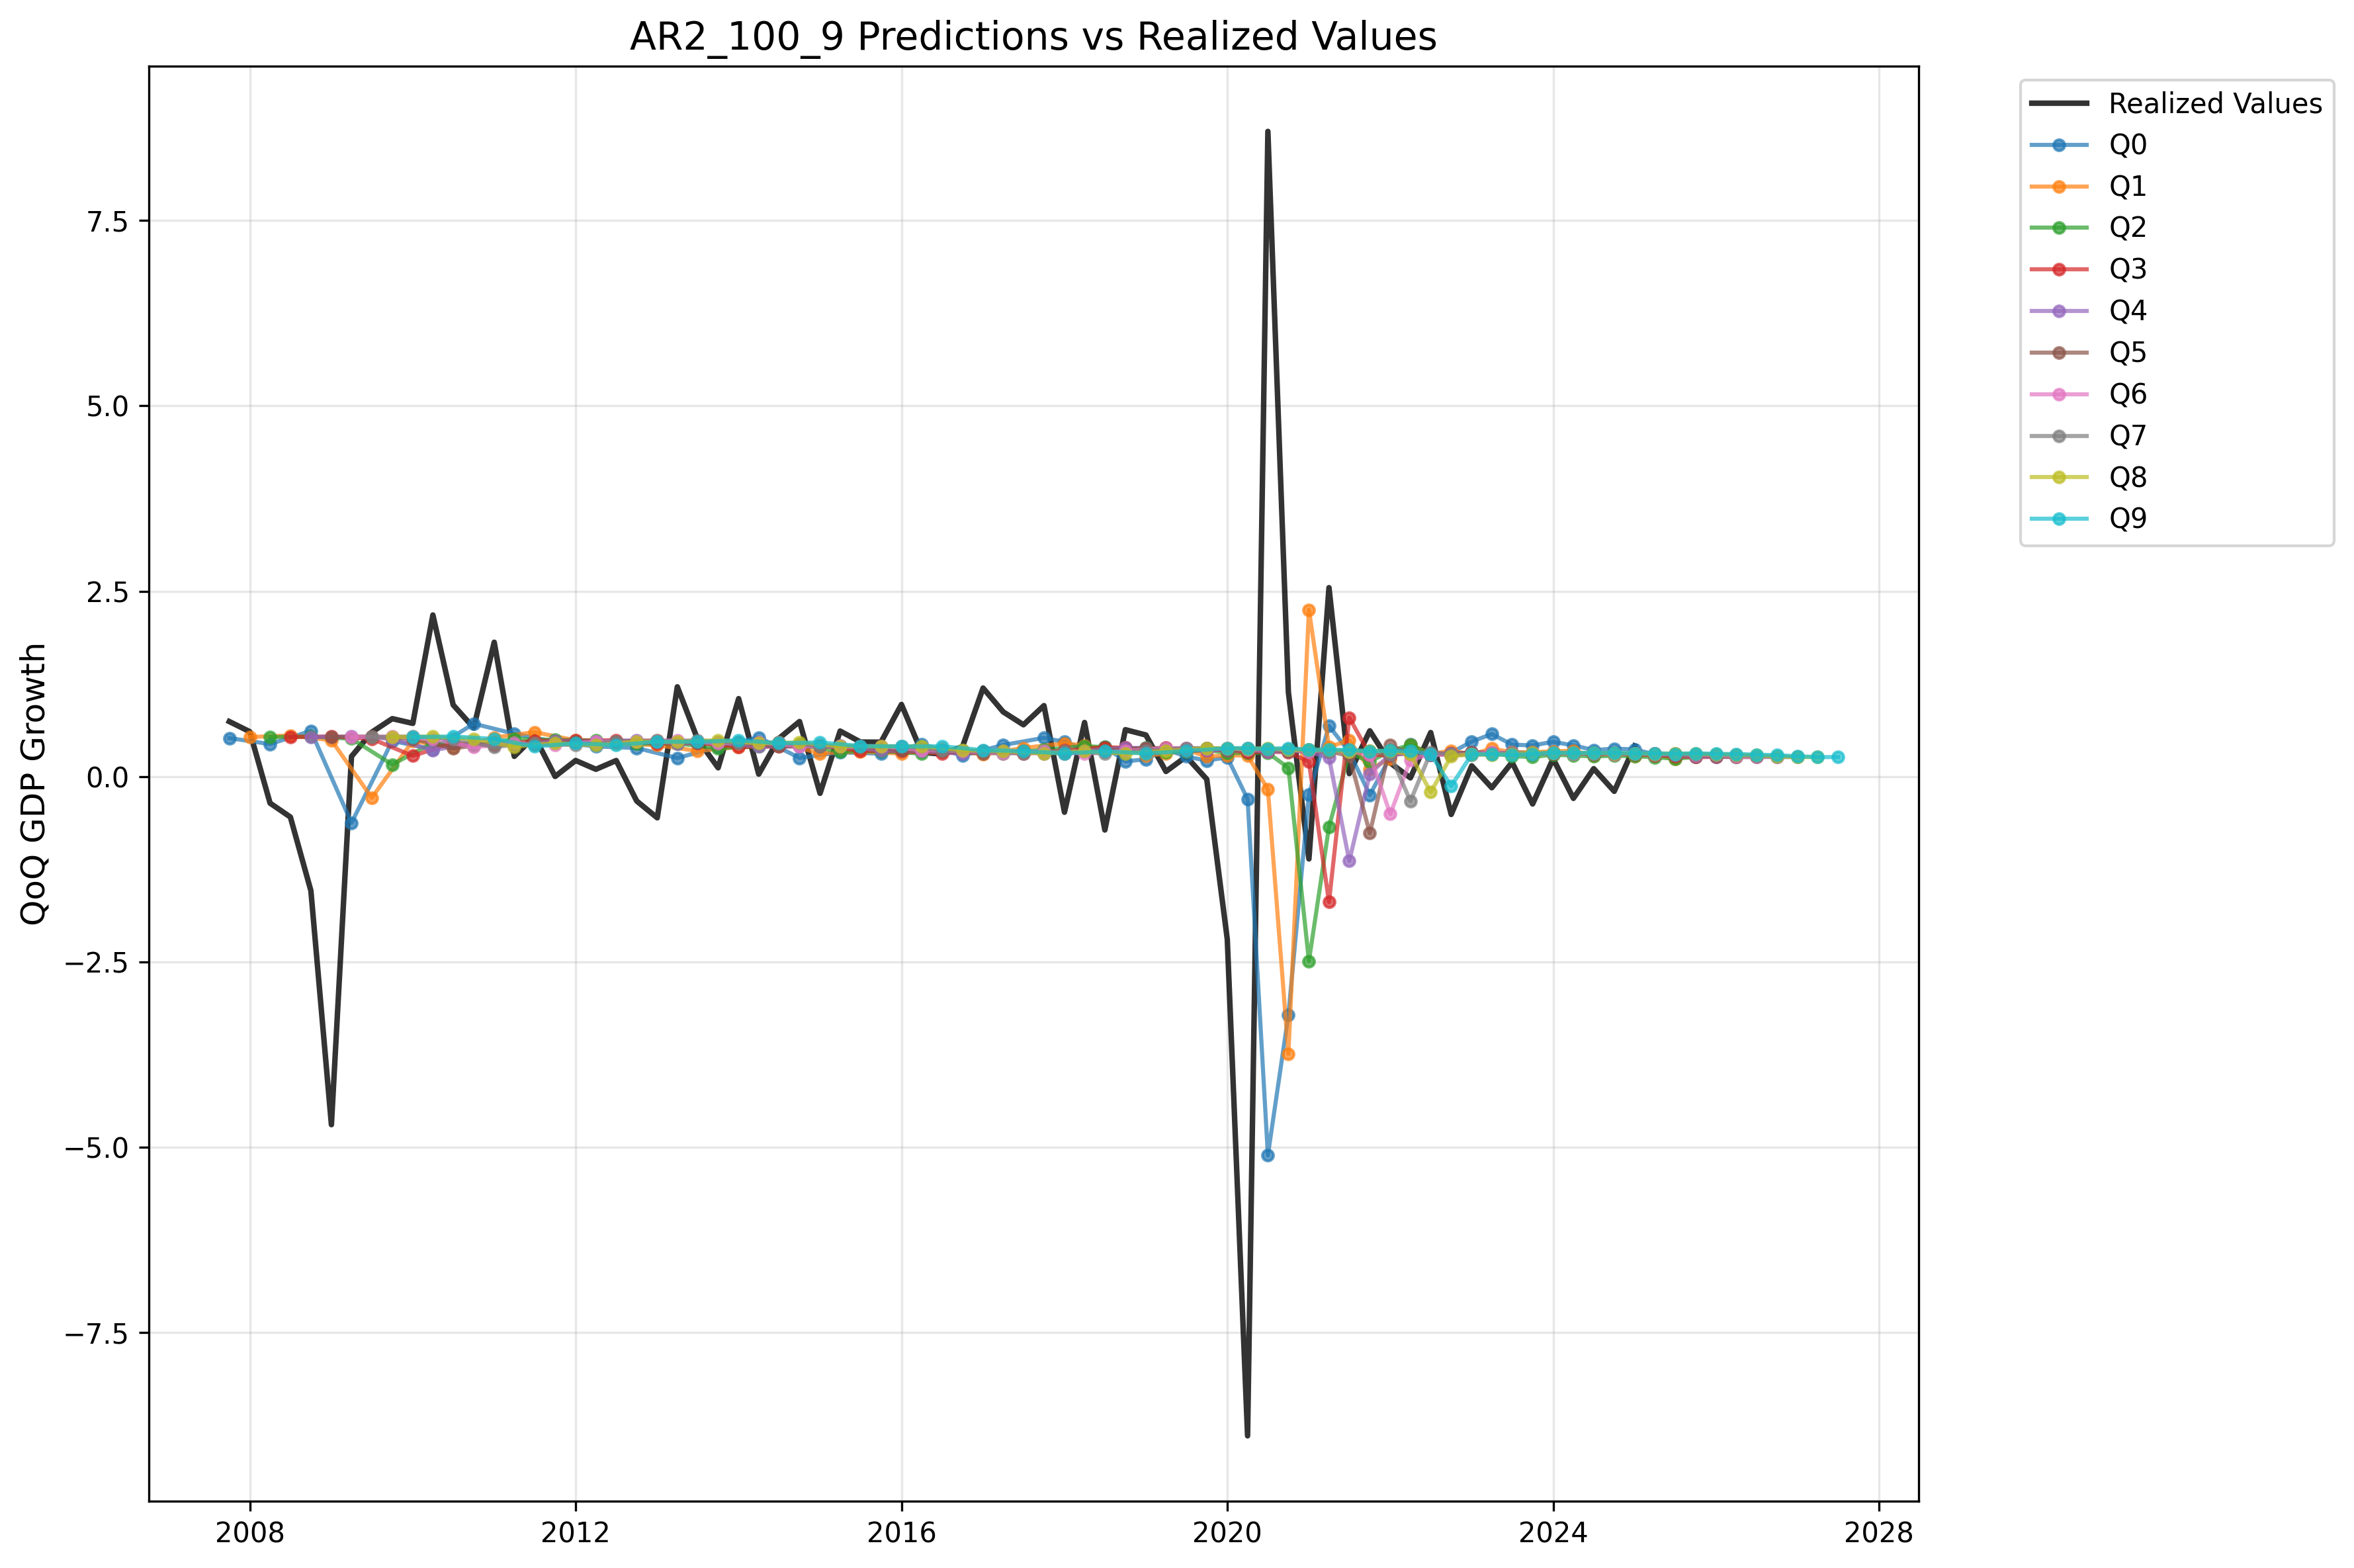 AR2_100_9 Predictions vs Realized Values
QoQ GDP Growth
7.5
5.0
2.5
0.0
−2.5
−5.0
−7.5
2008
2012
2016
2020
2024
2028
Realized Values
Q0
Q1
Q2
Q3
Q4
Q5
Q6
Q7
Q8
Q9